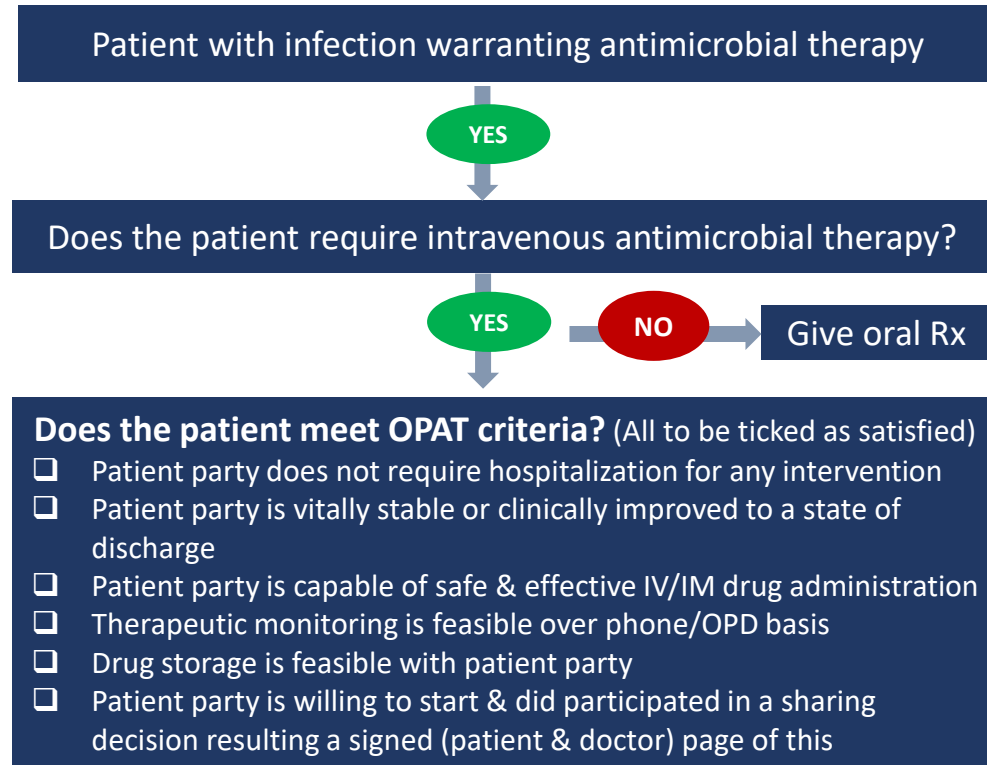 Patient with infection warranting antimicrobial therapy
YES
Does the patient require intravenous antimicrobial therapy?
YES
NO
Give oral Rx
Does the patient meet OPAT criteria? (All to be ticked as satisfied)
❑ Patient party does not require hospitalization for any intervention
❑ Patient party is vitally stable or clinically improved to a state of
discharge
❑ Patient party is capable of safe & effective IV/IM drug administration
❑ Therapeutic monitoring is feasible over phone/OPD basis
❑ Drug storage is feasible with patient party
❑ Patient party is willing to start & did participated in a sharing
decision resulting a signed (patient & doctor) page of this